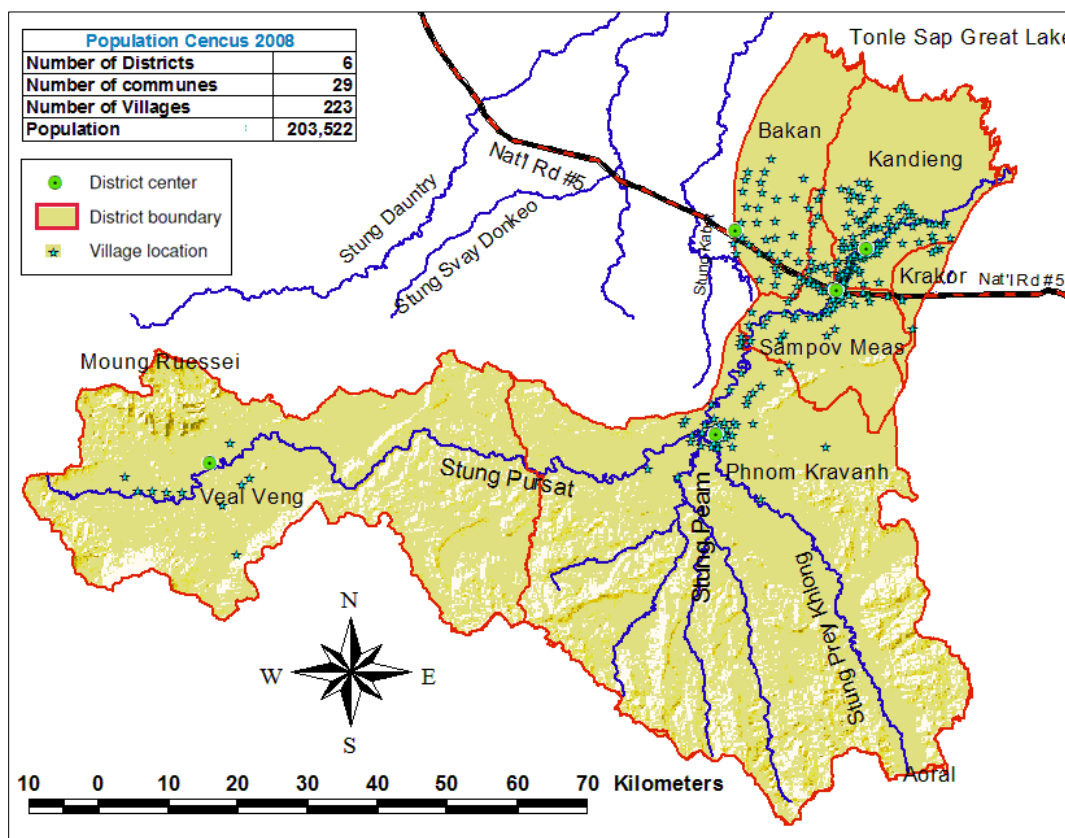 Population Cencus 2008
Number of Districts 6
Number of communes 29
Number of Villages 223
Population : 203,522
District center
District boundary
Village location
Tonle Sap Great Lake
Bakan
Kandieng
Nat'l Rd #5
Stung Dauntry
Stung Svay Donkeo
Krakor
Nat'l Rd #5
Sampov Meas
Moung Ruessei
Veal Veng
Stung Pursat
Phnom Kravanh
Stung Peam
Stung Prey Khlong
Aoral
N
W E
S
10 0 10 20 30 40 50 60 70 Kilometers